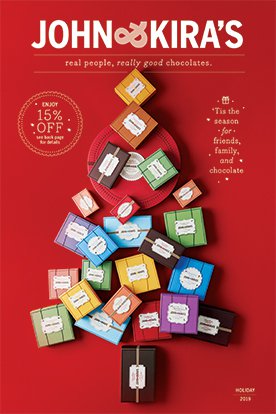 JOHN & KIRA'S
real people, really good chocolates.
ENJOY
15%
OFF
see back page
for details
'Tis the
season
for
friends,
family,
and
chocolate
HOLIDAY
2019